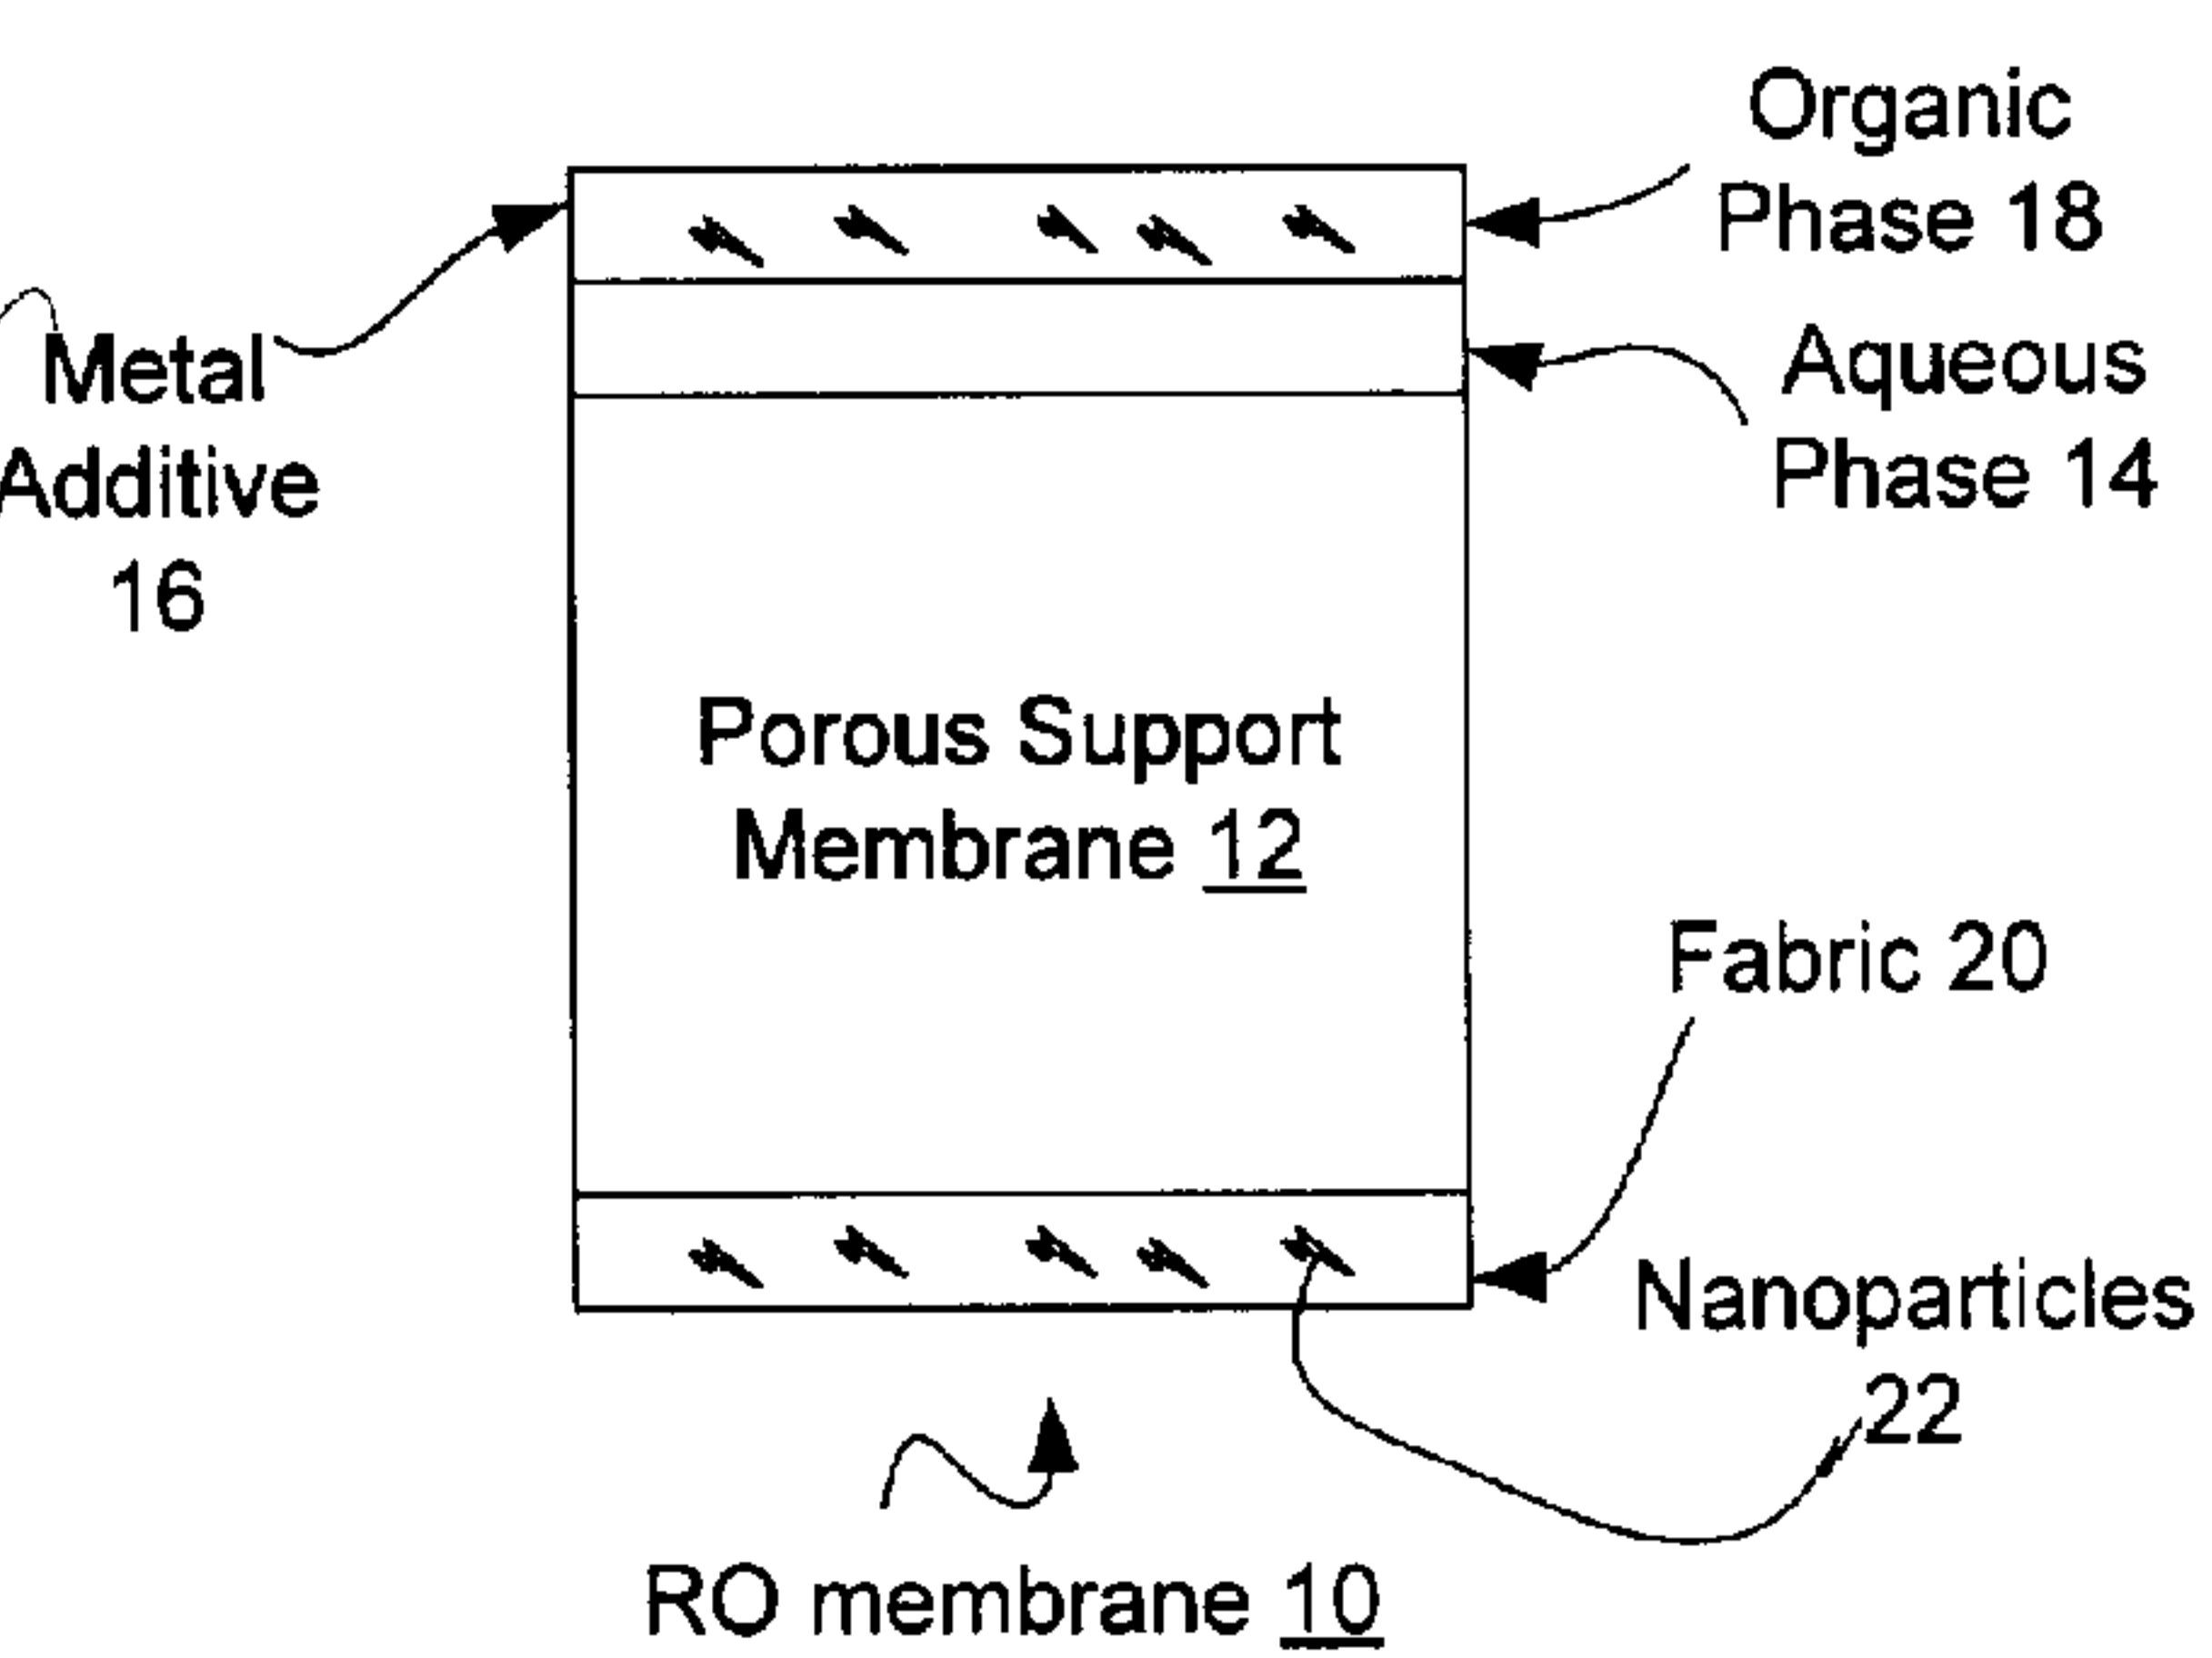 Organic
Phase 18
Metal
Additive
16
Aqueous
Phase 14
Porous Support
Membrane 12
Fabric 20
Nanoparticles
22
RO membrane 10